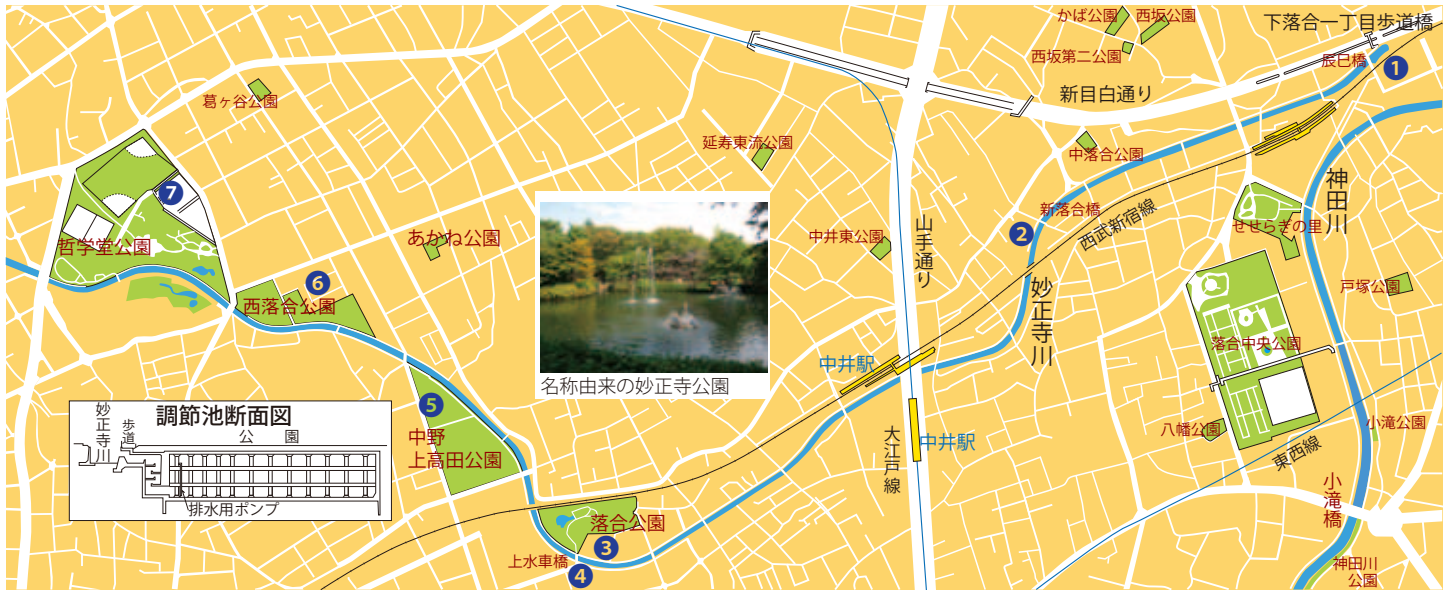 かば公園
西坂公園
西坂第二公園
下落合一丁目歩道橋
辰巳橋
1
新目白通り
葛ヶ谷公園
延寿東流公園
中落合公園
7
哲学堂公園
あかね公園
中井東公園
山手通り
新落合橋
2
西武新宿線
せせらぎの里
神田川
6
西落合公園
妙正寺川
戸塚公園
落合中央公園
中井駅
名称由来の妙正寺公園
5
中野
上高田公園
調節池断面図
妙正寺川
歩道
公園
排水用ポンプ
大江戸線
中井駅
八幡公園
東西線
小滝公園
小滝橋
落合公園
3
上水車橋
4
神田川
公園